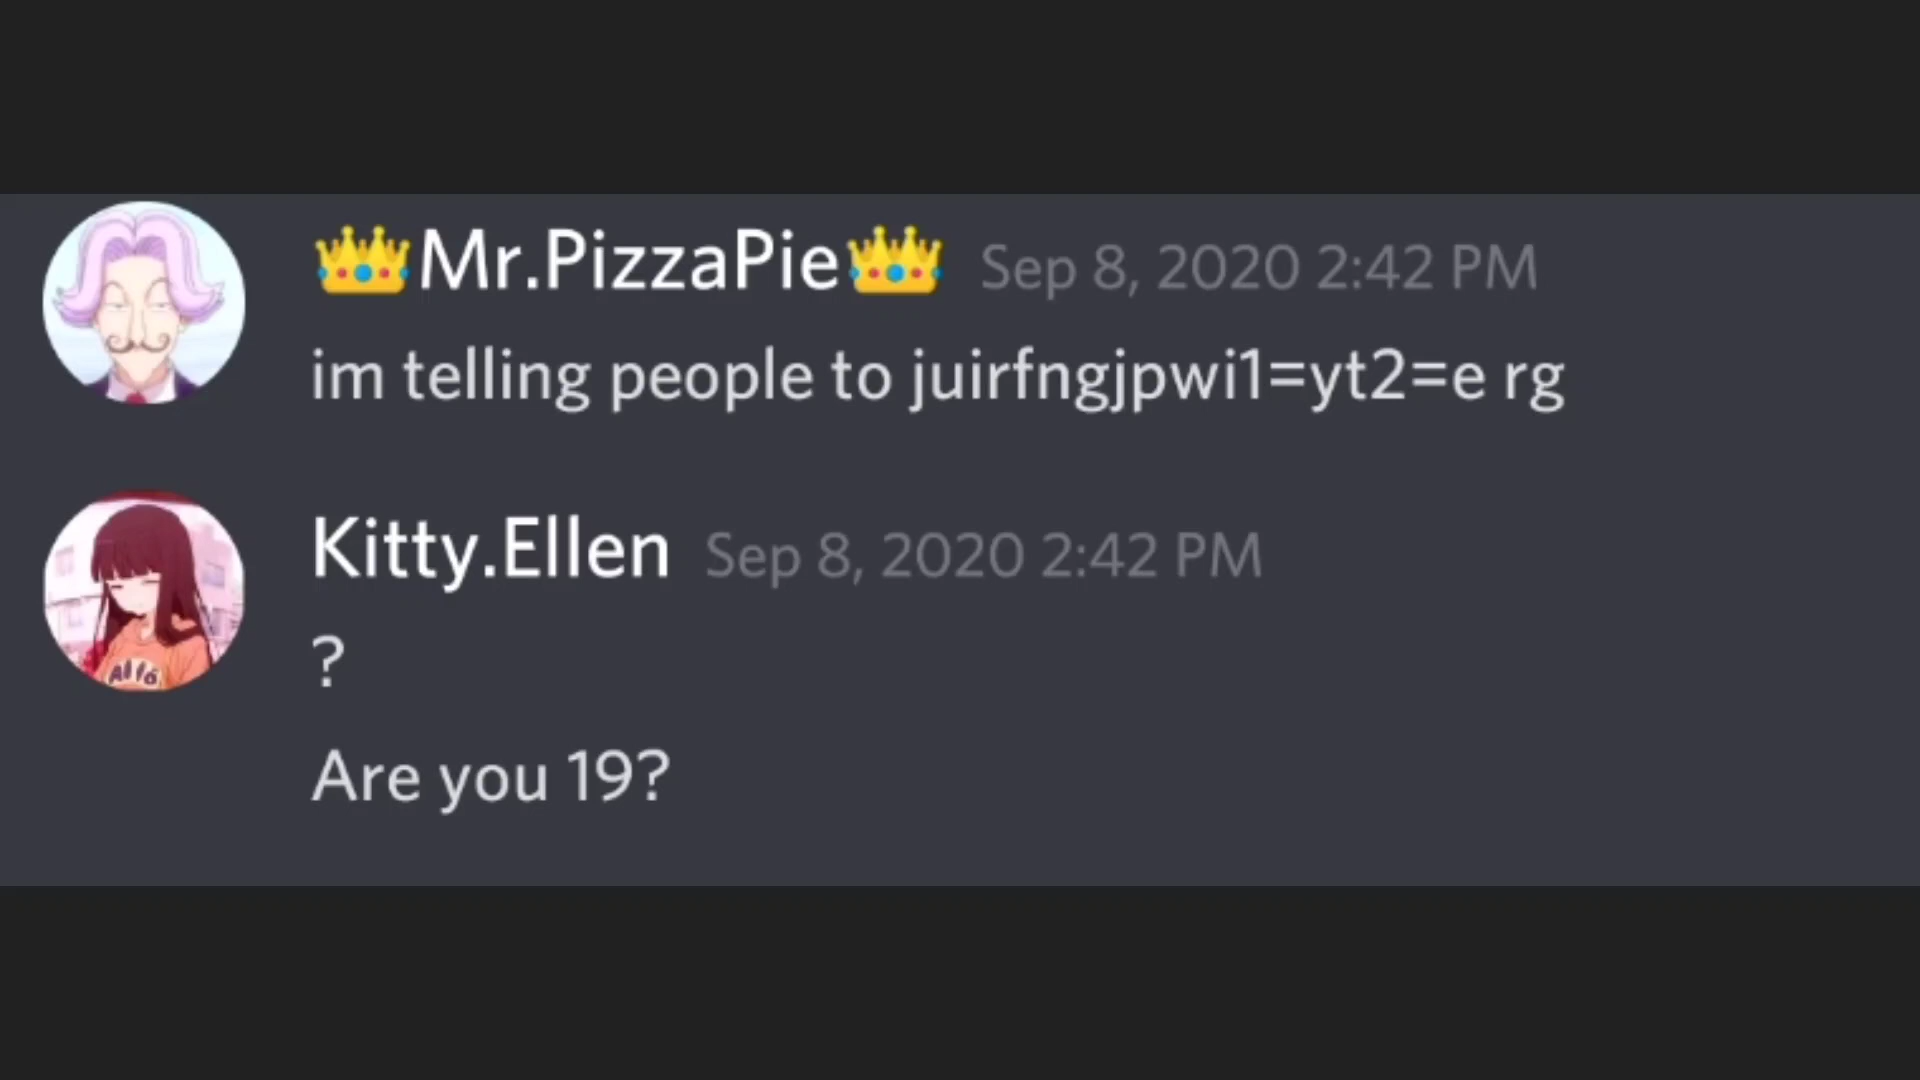 👑Mr.PizzaPie👑 Sep 8, 2020 2:42 PM
im telling people to juirfngjpwi1=yt2=e rg
Kitty.Ellen Sep 8, 2020 2:42 PM
?
Are you 19?